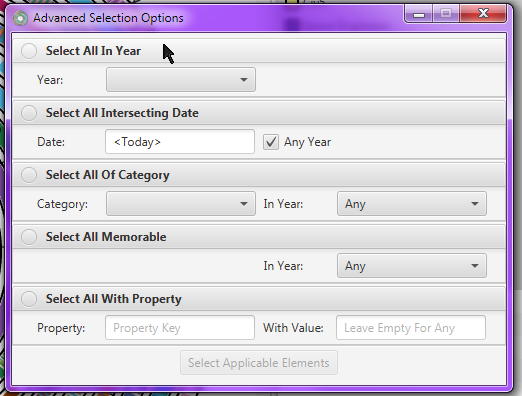 Advanced Selection Options
Select All In Year
Year:
Select All Intersecting Date
Date: <Today> Any Year
Select All Of Category
Category: In Year: Any
Select All Memorable
In Year: Any
Select All With Property
Property: Property Key With Value: Leave Empty For Any
Select Applicable Elements